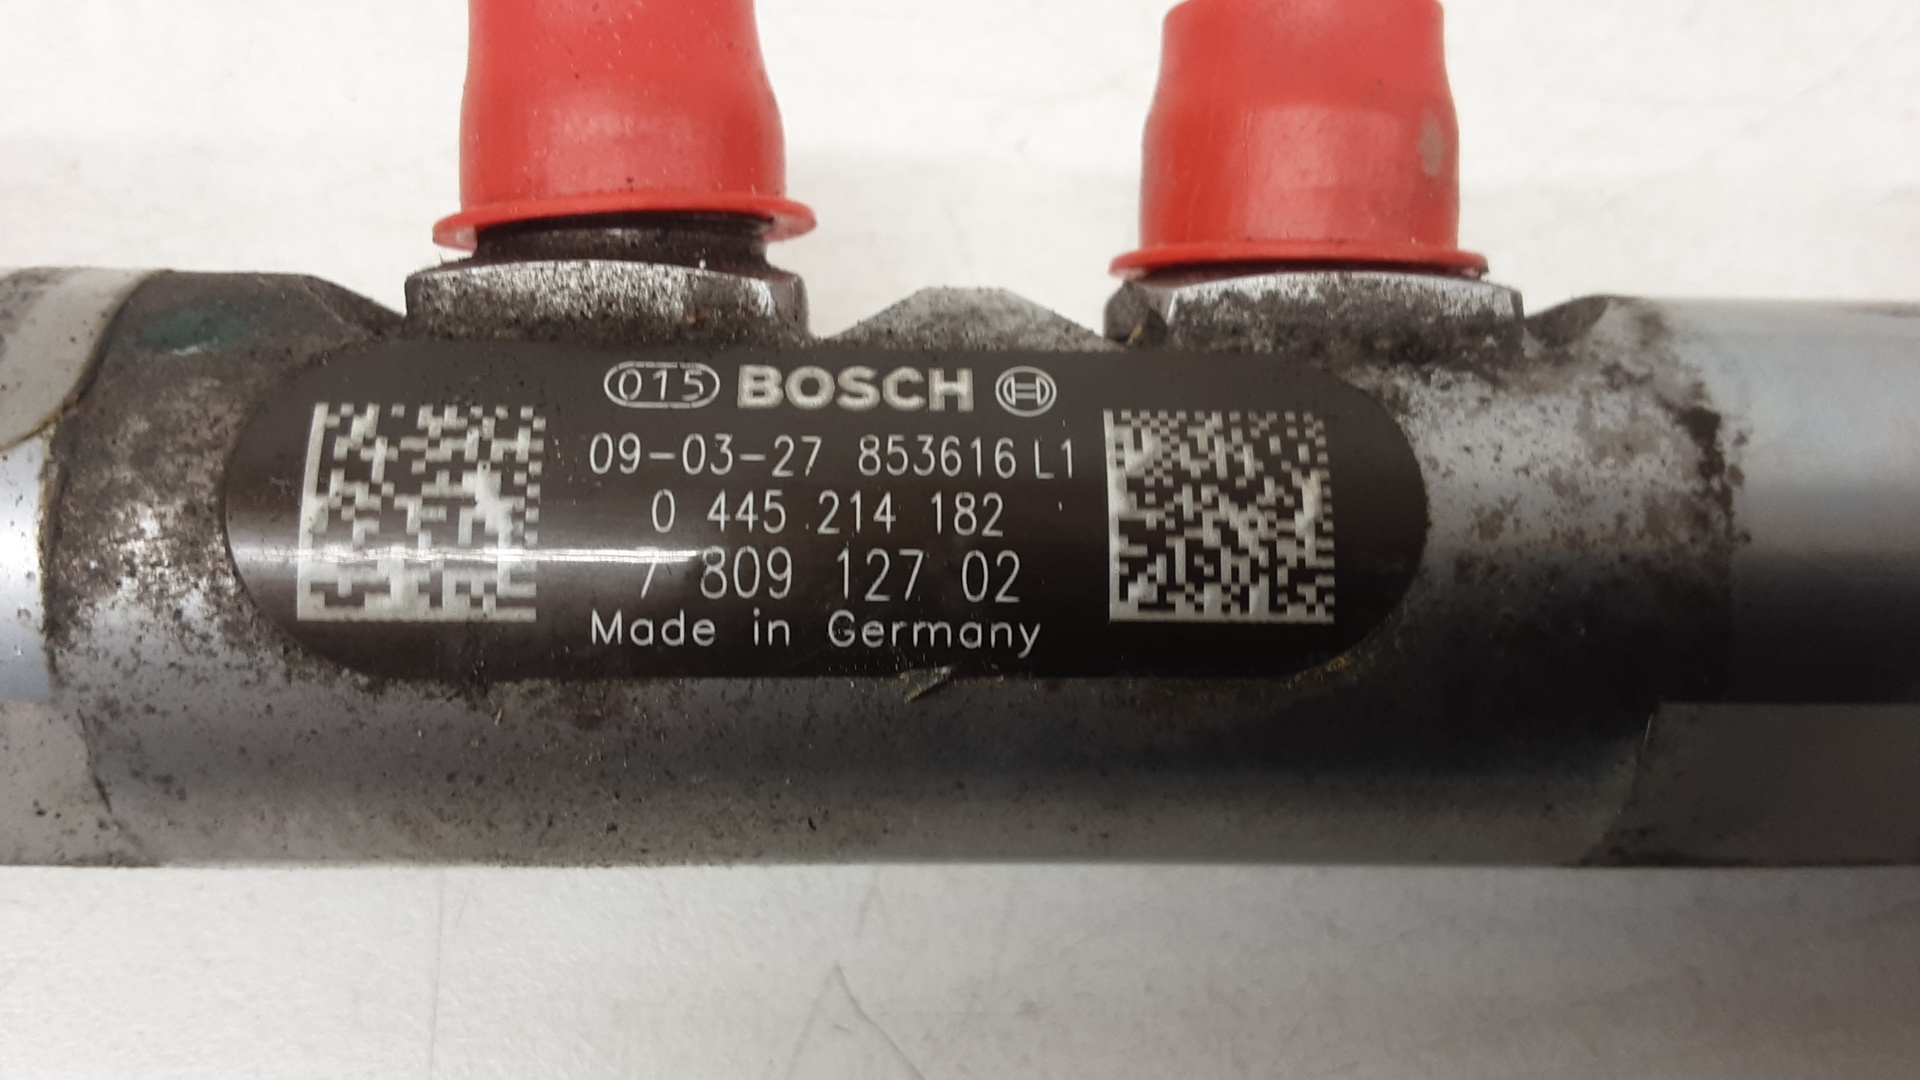 015 BOSCH
09-03-27 853616 L1
0 445 214 182
7 809 127 02
Made in Germany